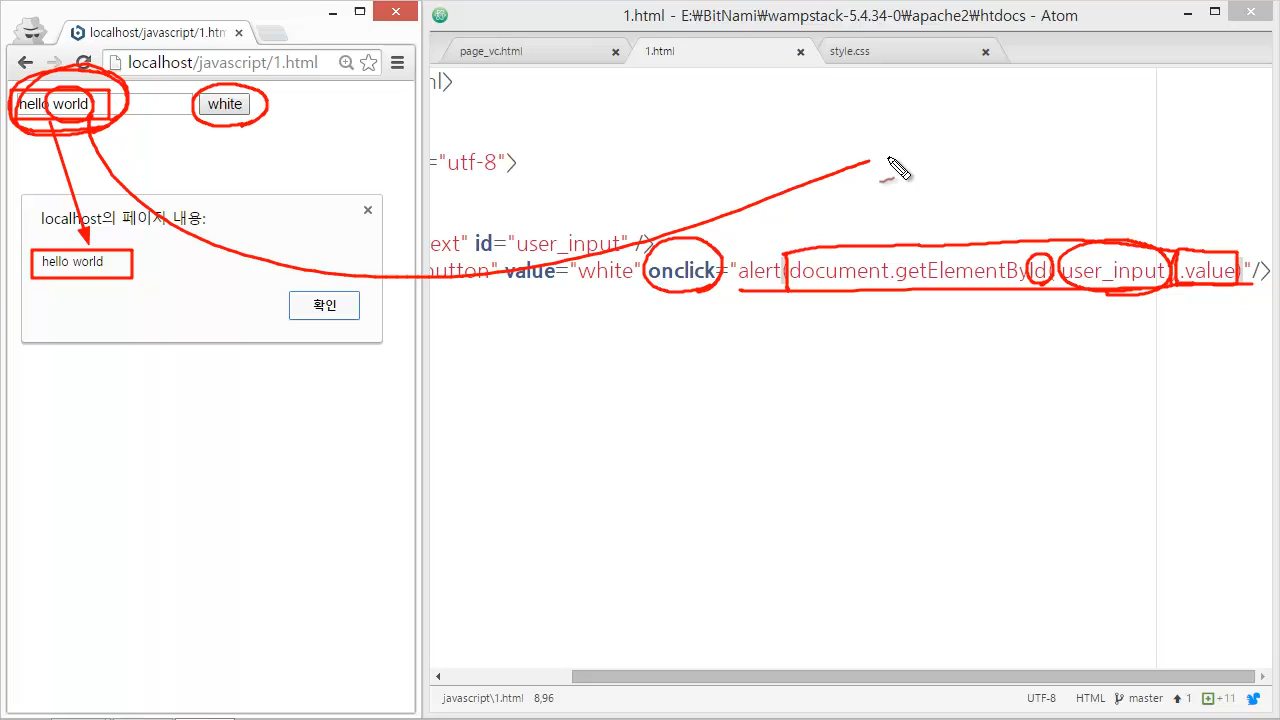 localhost/javascript/1.htm
localhost/javascript/1.html
hello world
white
localhost의 페이지 내용:
hello world
확인
1.html - E:₩BitNami₩wampstack-5.4.34-0₩apache2₩htdocs - Atom
page_vc.html
1.html
style.css
ml>
="utf-8">
ext" id="user_input" />
button" value="white" onclick="alert(document.getElementById('user_input').value)"/>
javascript\1.html 8,96
UTF-8 HTML master 1 +11